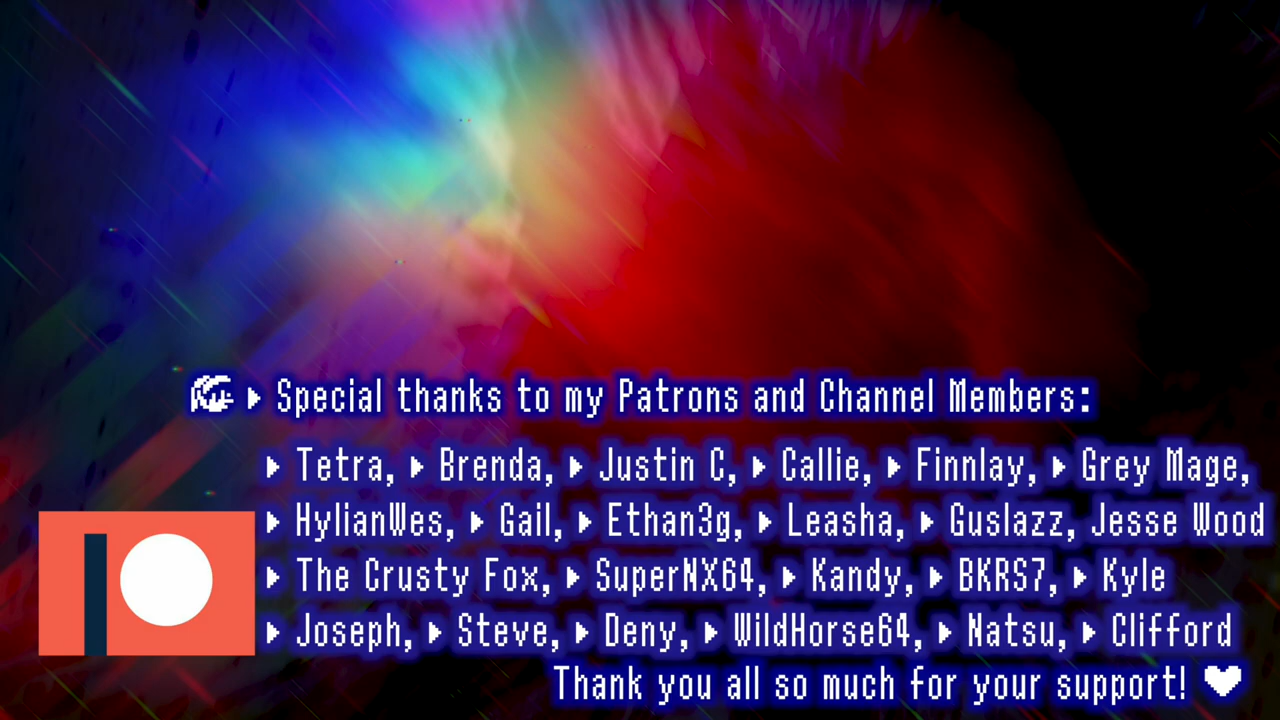 ▸ Special thanks to my Patrons and Channel Members:
▸ Tetra, ▸ Brenda, ▸ Justin C, ▸ Callie, ▸ Finnlay, ▸ Grey Mage,
▸ HylianWes, ▸ Gail, ▸ Ethan3g, ▸ Leasha, ▸ Guslazz, Jesse Wood
▸ The Crusty Fox, ▸ SuperNX64, ▸ Kandy, ▸ BKRS7, ▸ Kyle
▸ Joseph, ▸ Steve, ▸ Deny, ▸ WildHorse64, ▸ Natsu, ▸ Clifford
Thank you all so much for your support! ♥